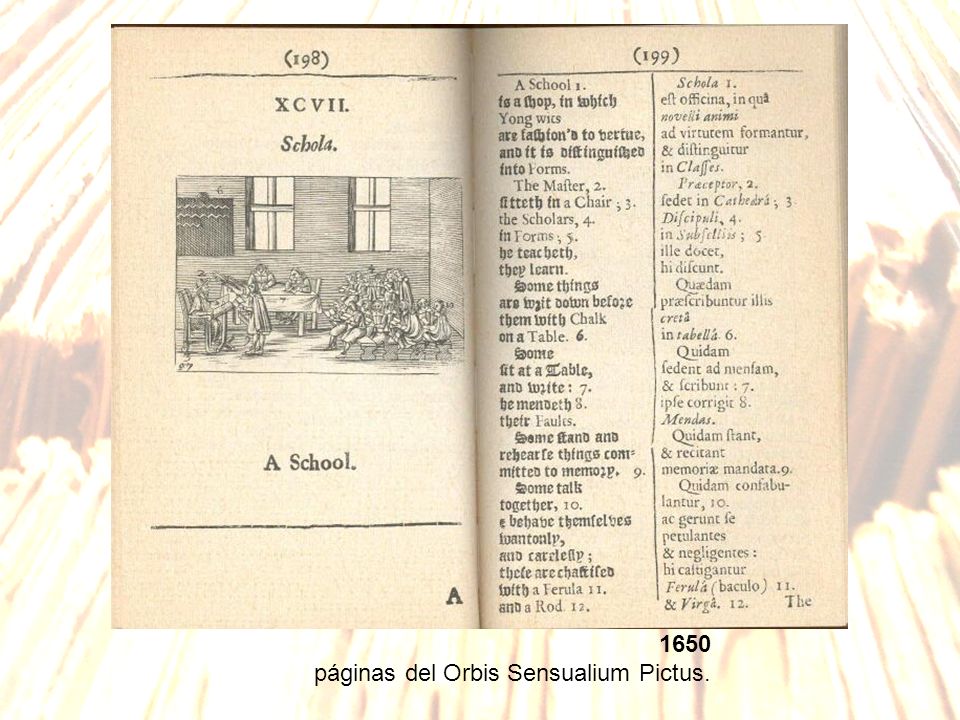 (198)
XCVII.
Schola.
6
2
4
7
97
A School.
A
(199)
A School 1.
is a ſhop, in which
Yong wits
are faſhion'd to vertue,
and it is diſtinguiſhed
into Forms.
The Maſter, 2.
ſitteth in a Chair ; 3.
the Scholars, 4.
in Forms ; 5.
he teacheth,
they learn.
Some things
are writ down before
them with Chalk
on a Table. 6.
Some
ſit at a Table,
and write : 7.
he mendeth 8.
their Faults.
Some ſtand and
rehearſe things com-
mitted to memory. 9.
Some talk
together, 10.
& behave themſelves
wantonly,
and careleſly ;
theſe are chaſtiſed
with a Ferula 11.
and a Rod. 12.
Schola 1.
eſt officina, in quâ
novelli animi
ad virtutem formantur,
& diſtinguitur
in Claſſes.
Præceptor, 2.
ſedet in Cathedrâ ; 3.
Diſcipuli, 4.
in Subſelliis ; 5.
ille docet,
hi diſcunt.
Quædam
præſcribuntur illis
cretâ
in tabellâ. 6.
Quidam
ſedent ad menſam,
& ſcribunt : 7.
ipſe corrigit 8.
Mendas.
Quidam ſtant,
& recitant
memoriæ mandata. 9.
Quidam confabu-
lantur, 10.
ac gerunt ſe
petulantes
& negligentes :
hi caſtigantur
Ferulâ (baculo) 11.
& Virgâ. 12. The
1650
páginas del Orbis Sensualium Pictus.